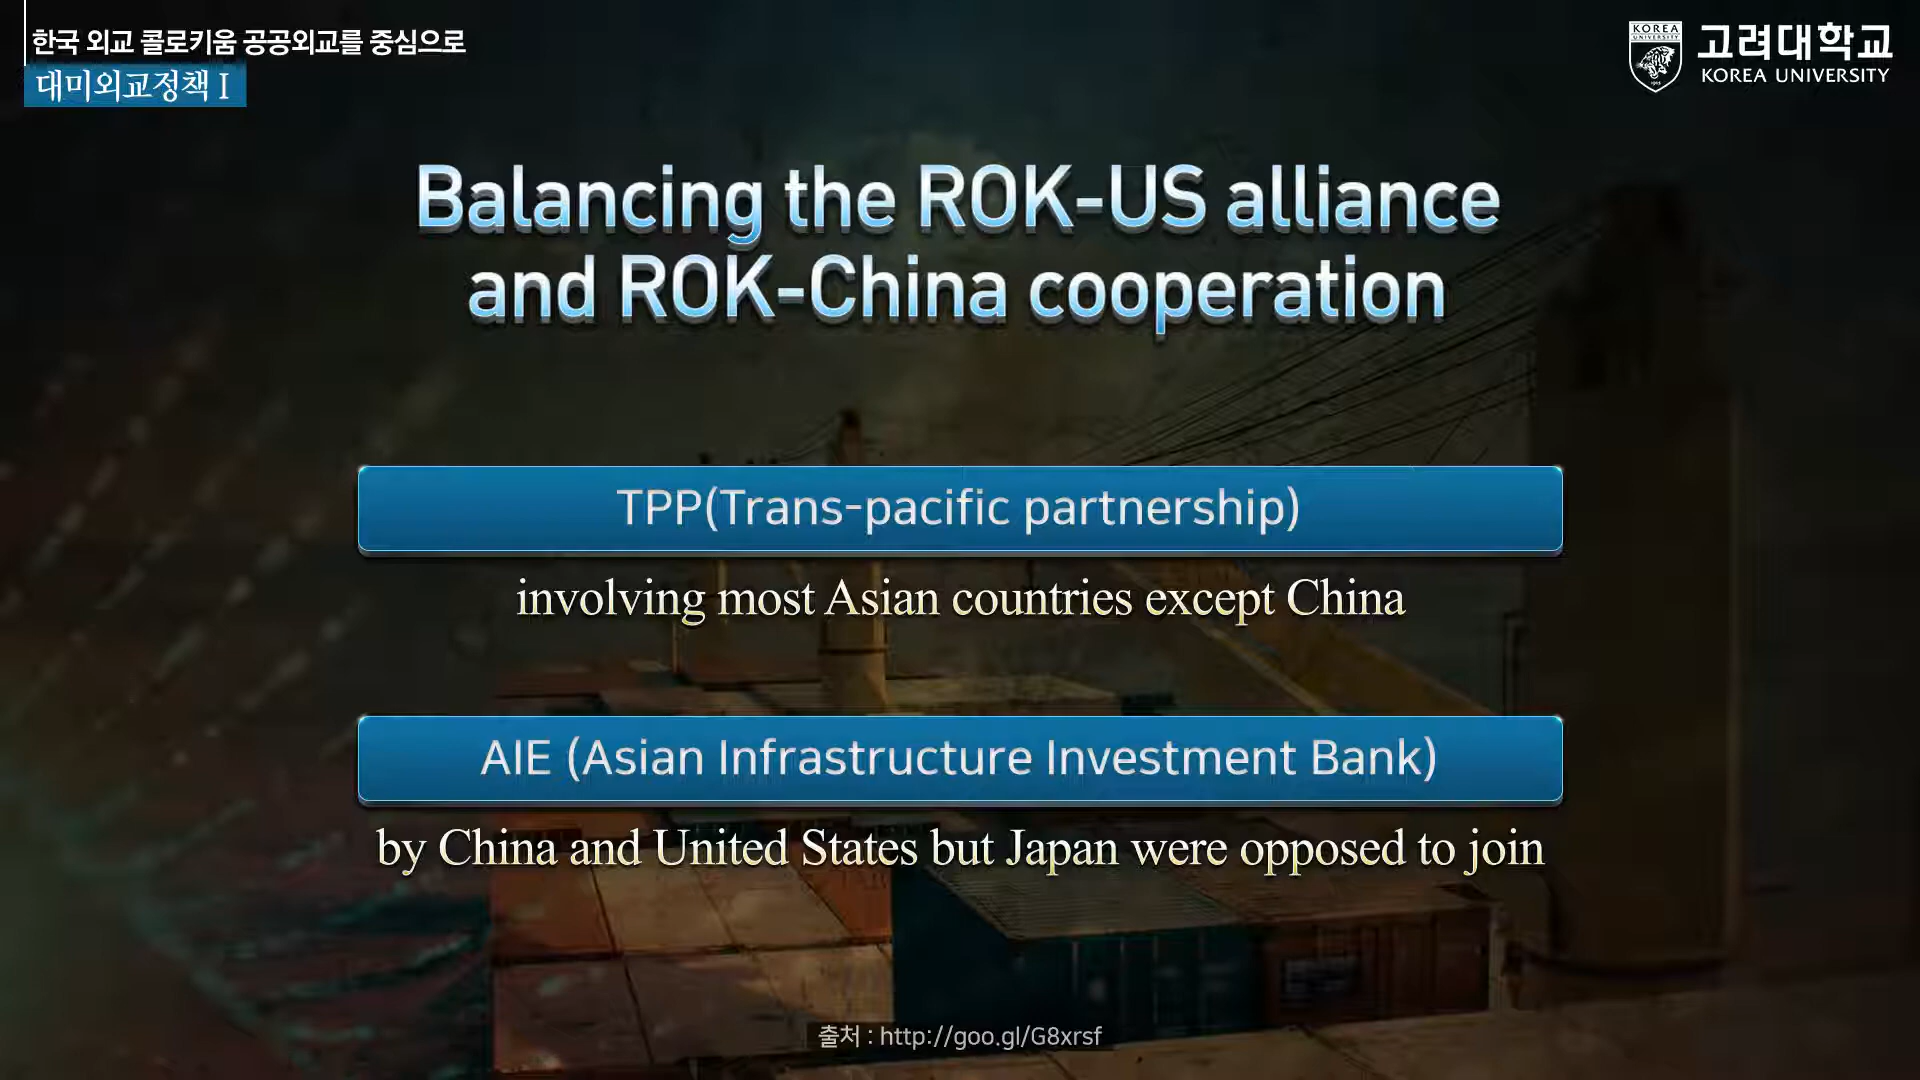 한국 외교 콜로키움 공공외교를 중심으로
대미외교정책 I
KOREA
UNIVERSITY
1905
고려대학교
KOREA UNIVERSITY
Balancing the ROK-US alliance
and ROK-China cooperation
TPP(Trans-pacific partnership)
involving most Asian countries except China
AIE (Asian Infrastructure Investment Bank)
by China and United States but Japan were opposed to join
출처 : http://goo.gl/G8xrsf